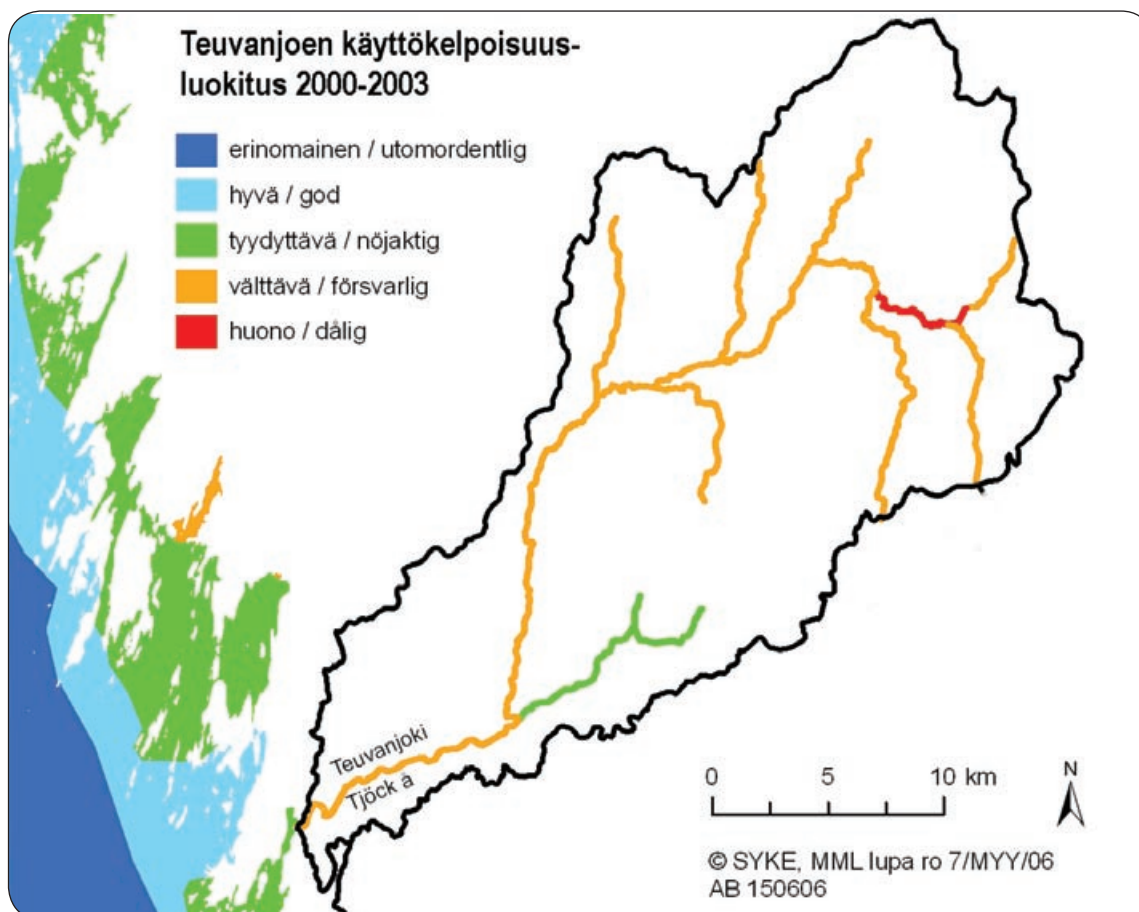 Teuvanjoen käyttökelpoisuus-
luokitus 2000-2003
erinomainen / utomordentlig
hyvä / god
tyydyttävä / nöjaktig
välttävä / försvarlig
huono / dålig
Teuvanjoki
Tjöck å
0 5 10 km
N
© SYKE, MML lupa ro 7/MYY/06
AB 150606